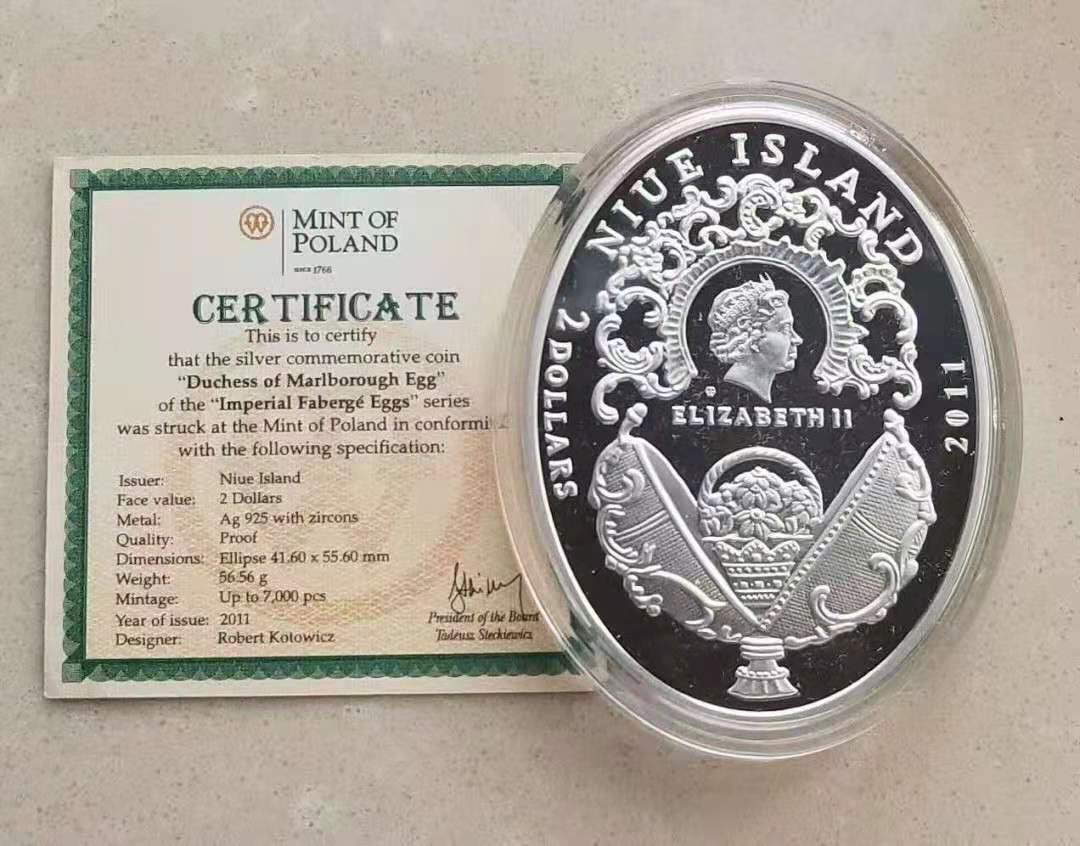 MINT OF
POLAND
SINCE 1766
CERTIFICATE
This is to certify
that the silver commemorative coin
"Duchess of Marlborough Egg"
of the "Imperial Fabergé Eggs" series
was struck at the Mint of Poland in conformi
with the following specification:
Issuer: Niue Island
Face value: 2 Dollars
Metal: Ag 925 with zircons
Quality: Proof
Dimensions: Ellipse 41.60 x 55.60 mm
Weight: 56.56 g
Mintage: Up to 7,000 pcs
Year of issue: 2011
Designer: Robert Kotowicz
President of the Board
Tadeusz Steckiewicz
NIUE ISLAND
2 DOLLARS
ELIZABETH II
2011